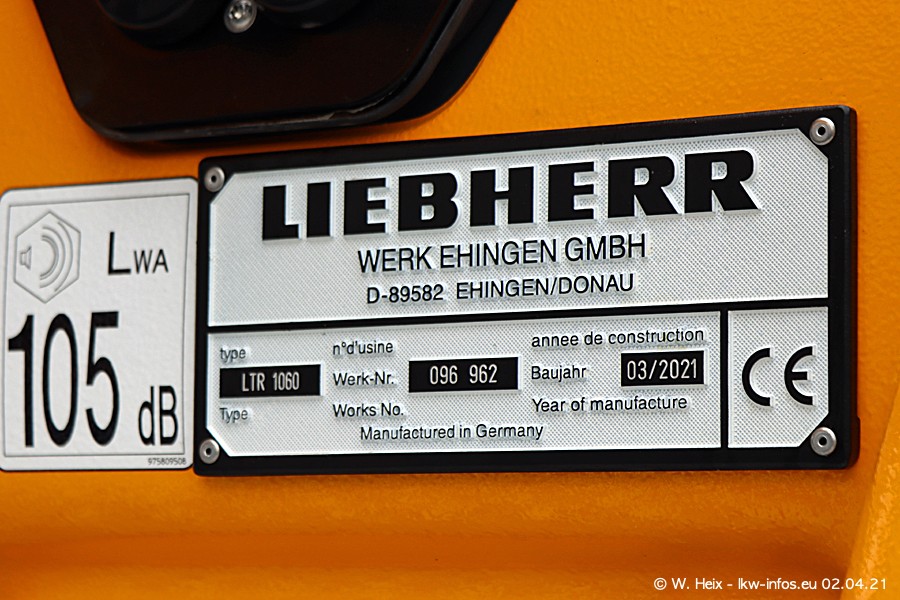 LWA
105
dB
975809508
LIEBHERR
WERK EHINGEN GMBH
D-89582 EHINGEN/DONAU
type
LTR 1060
Type
n°d'usine
Werk-Nr. 096 962
Works No.
annee de construction
Baujahr 03/2021
Year of manufacture
Manufactured in Germany
CE
© W. Heix - lkw-infos.eu 02.04.21